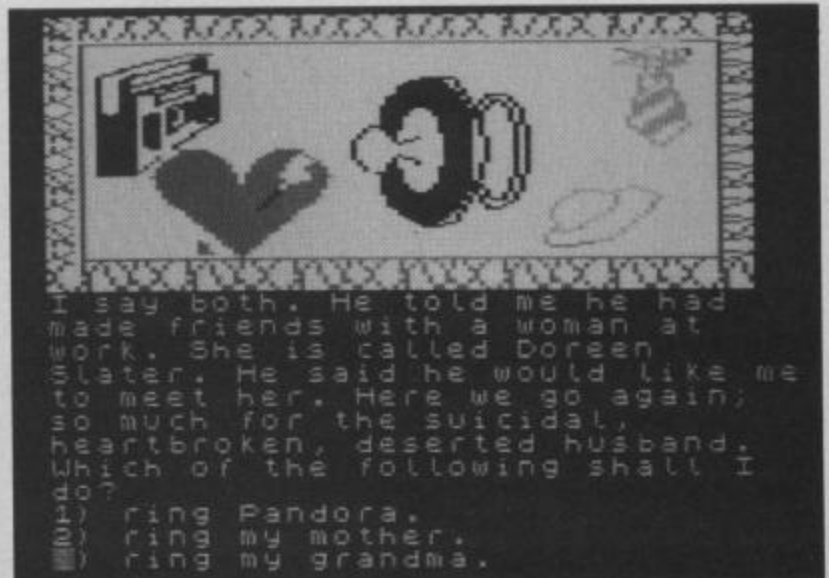 I say both. He told me he had
made friends with a woman at
work. She is called Doreen
Slater. He said he would like me
to meet her. Here we go again;
so much for the suicidal,
heartbroken, deserted husband.
Which of the following shall I
do?
1) ring Pandora.
2) ring my mother.
) ring my grandma.